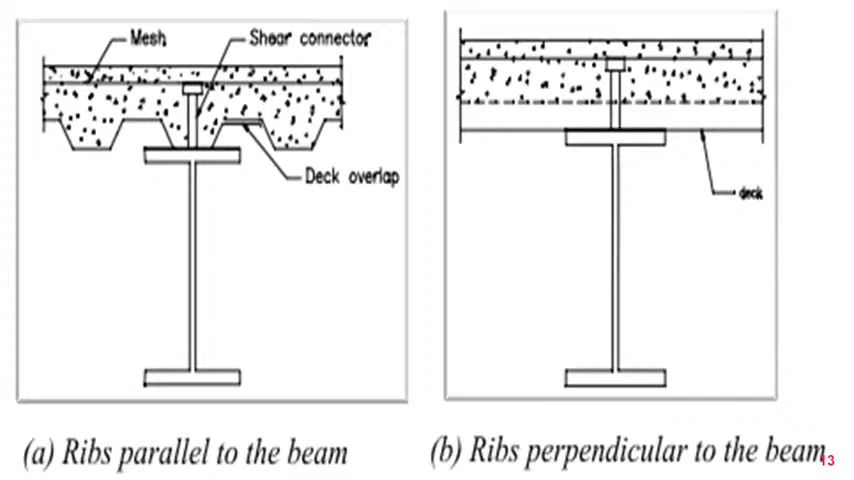 Mesh
Shear connector
Deck overlap
deck
(a) Ribs parallel to the beam
(b) Ribs perpendicular to the beam
13